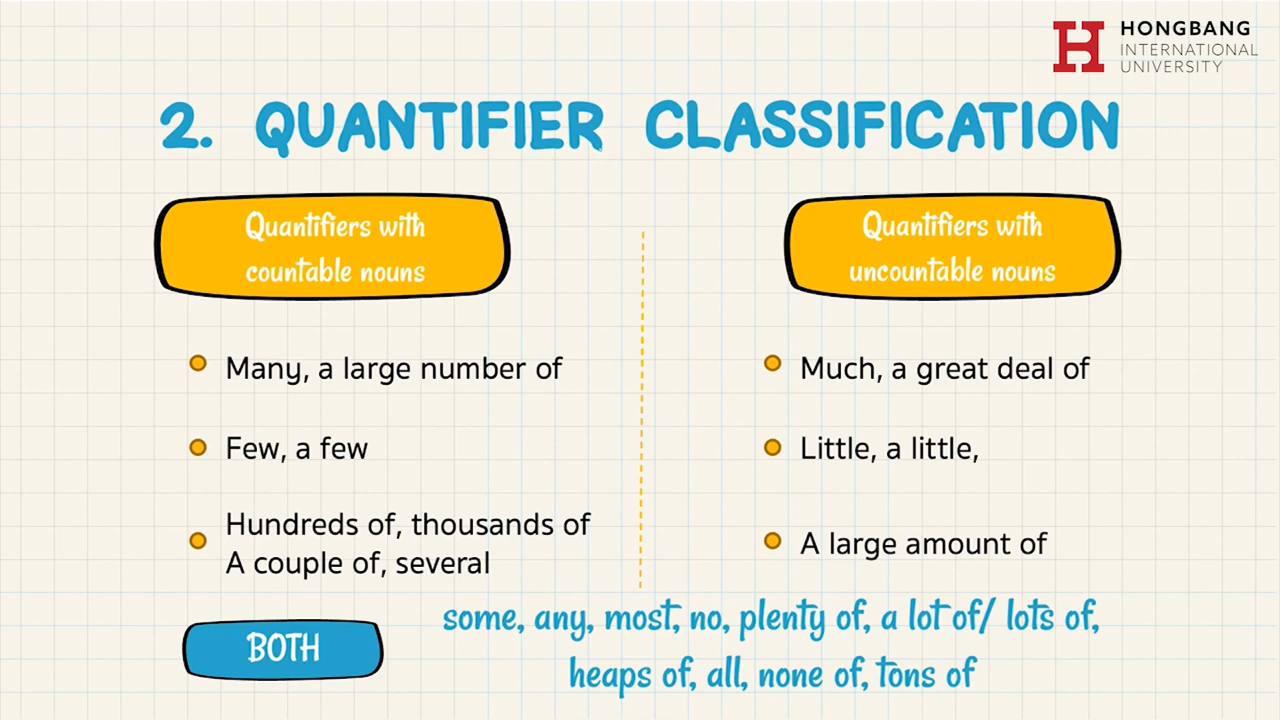 HONGBANG
INTERNATIONAL
UNIVERSITY
2. QUANTIFIER CLASSIFICATION
Quantifiers with
countable nouns
Many, a large number of
Few, a few
Hundreds of, thousands of
A couple of, several
Quantifiers with
uncountable nouns
Much, a great deal of
Little, a little,
A large amount of
BOTH
some, any, most, no, plenty of, a lot of/ lots of,
heaps of, all, none of, tons of